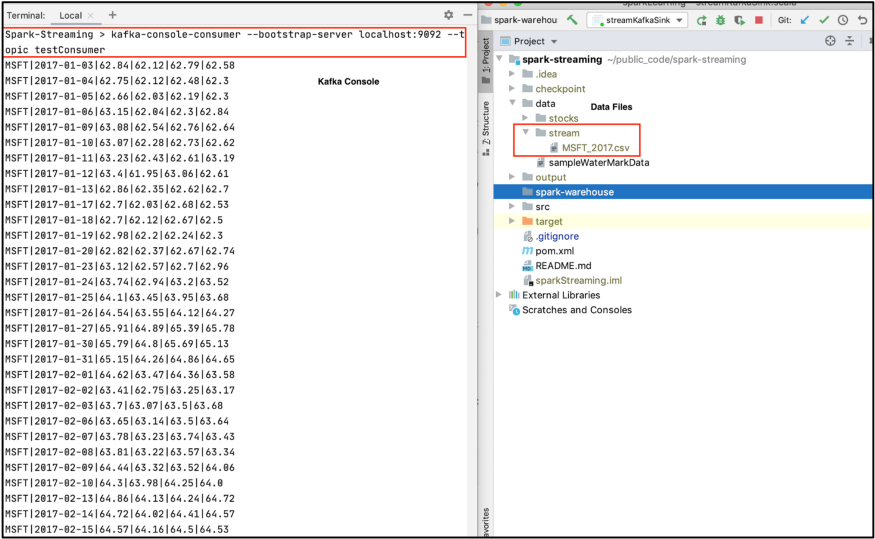 Terminal: Local × +
Spark-Streaming > kafka-console-consumer --bootstrap-server localhost:9092 --t
opic testConsumer
MSFT|2017-01-03|62.84|62.12|62.79|62.58
MSFT|2017-01-04|62.75|62.12|62.48|62.3
MSFT|2017-01-05|62.66|62.03|62.19|62.3
MSFT|2017-01-06|63.15|62.04|62.3|62.84
MSFT|2017-01-09|63.08|62.54|62.76|62.64
MSFT|2017-01-10|63.07|62.28|62.73|62.62
MSFT|2017-01-11|63.23|62.43|62.61|63.19
MSFT|2017-01-12|63.4|61.95|63.06|62.61
MSFT|2017-01-13|62.86|62.35|62.62|62.7
MSFT|2017-01-17|62.7|62.03|62.68|62.53
MSFT|2017-01-18|62.7|62.12|62.67|62.5
MSFT|2017-01-19|62.98|62.2|62.24|62.3
MSFT|2017-01-20|62.82|62.37|62.67|62.74
MSFT|2017-01-23|63.12|62.57|62.7|62.96
MSFT|2017-01-24|63.74|62.94|63.2|63.52
MSFT|2017-01-25|64.1|63.45|63.95|63.68
MSFT|2017-01-26|64.54|63.55|64.12|64.27
MSFT|2017-01-27|65.91|64.89|65.39|65.78
MSFT|2017-01-30|65.79|64.8|65.69|65.13
MSFT|2017-01-31|65.15|64.26|64.86|64.65
MSFT|2017-02-01|64.62|63.47|64.36|63.58
MSFT|2017-02-02|63.41|62.75|63.25|63.17
MSFT|2017-02-03|63.7|63.07|63.5|63.68
MSFT|2017-02-06|63.65|63.14|63.5|63.64
MSFT|2017-02-07|63.78|63.23|63.74|63.43
MSFT|2017-02-08|63.81|63.22|63.57|63.34
MSFT|2017-02-09|64.44|63.32|63.52|64.06
MSFT|2017-02-10|64.3|63.98|64.25|64.0
MSFT|2017-02-13|64.86|64.13|64.24|64.72
MSFT|2017-02-14|64.72|64.02|64.41|64.57
MSFT|2017-02-15|64.57|64.16|64.5|64.53
Kafka Console
spark-warehou streamKafkaSink Git:
1: Project
7: Structure
Project
spark-streaming ~/public_code/spark-streaming
.idea
checkpoint
data
Data Files
stocks
stream
MSFT_2017.csv
sampleWaterMarkData
output
spark-warehouse
src
target
.gitignore
pom.xml
README.md
sparkStreaming.iml
External Libraries
Scratches and Consoles